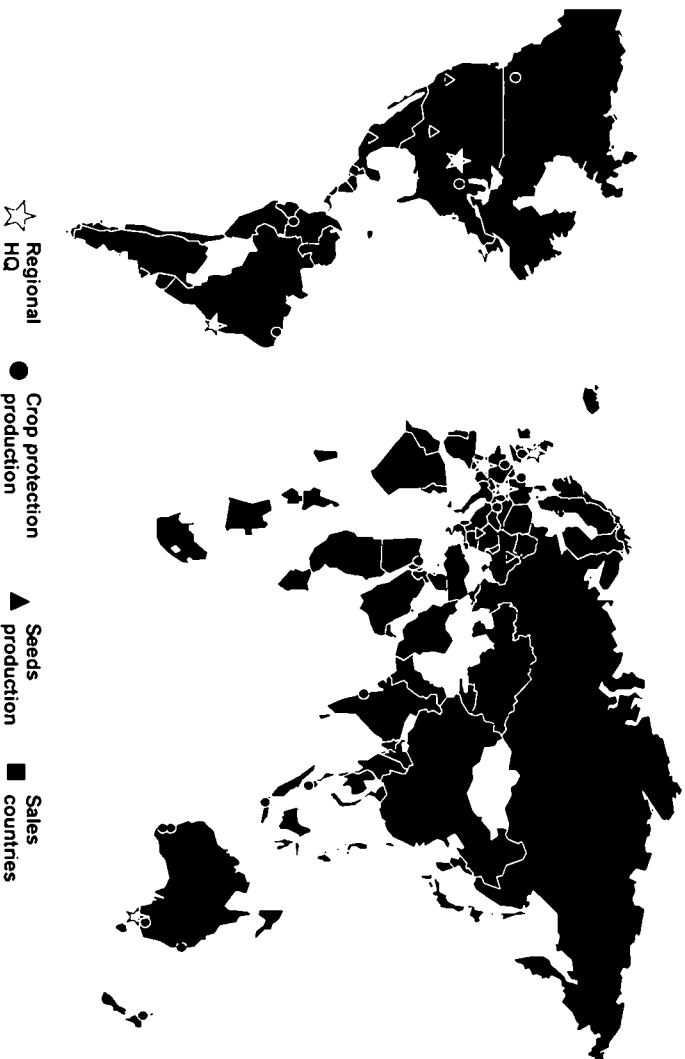 Regional
HQ
Crop protection
production
Seeds
production
Sales
countries